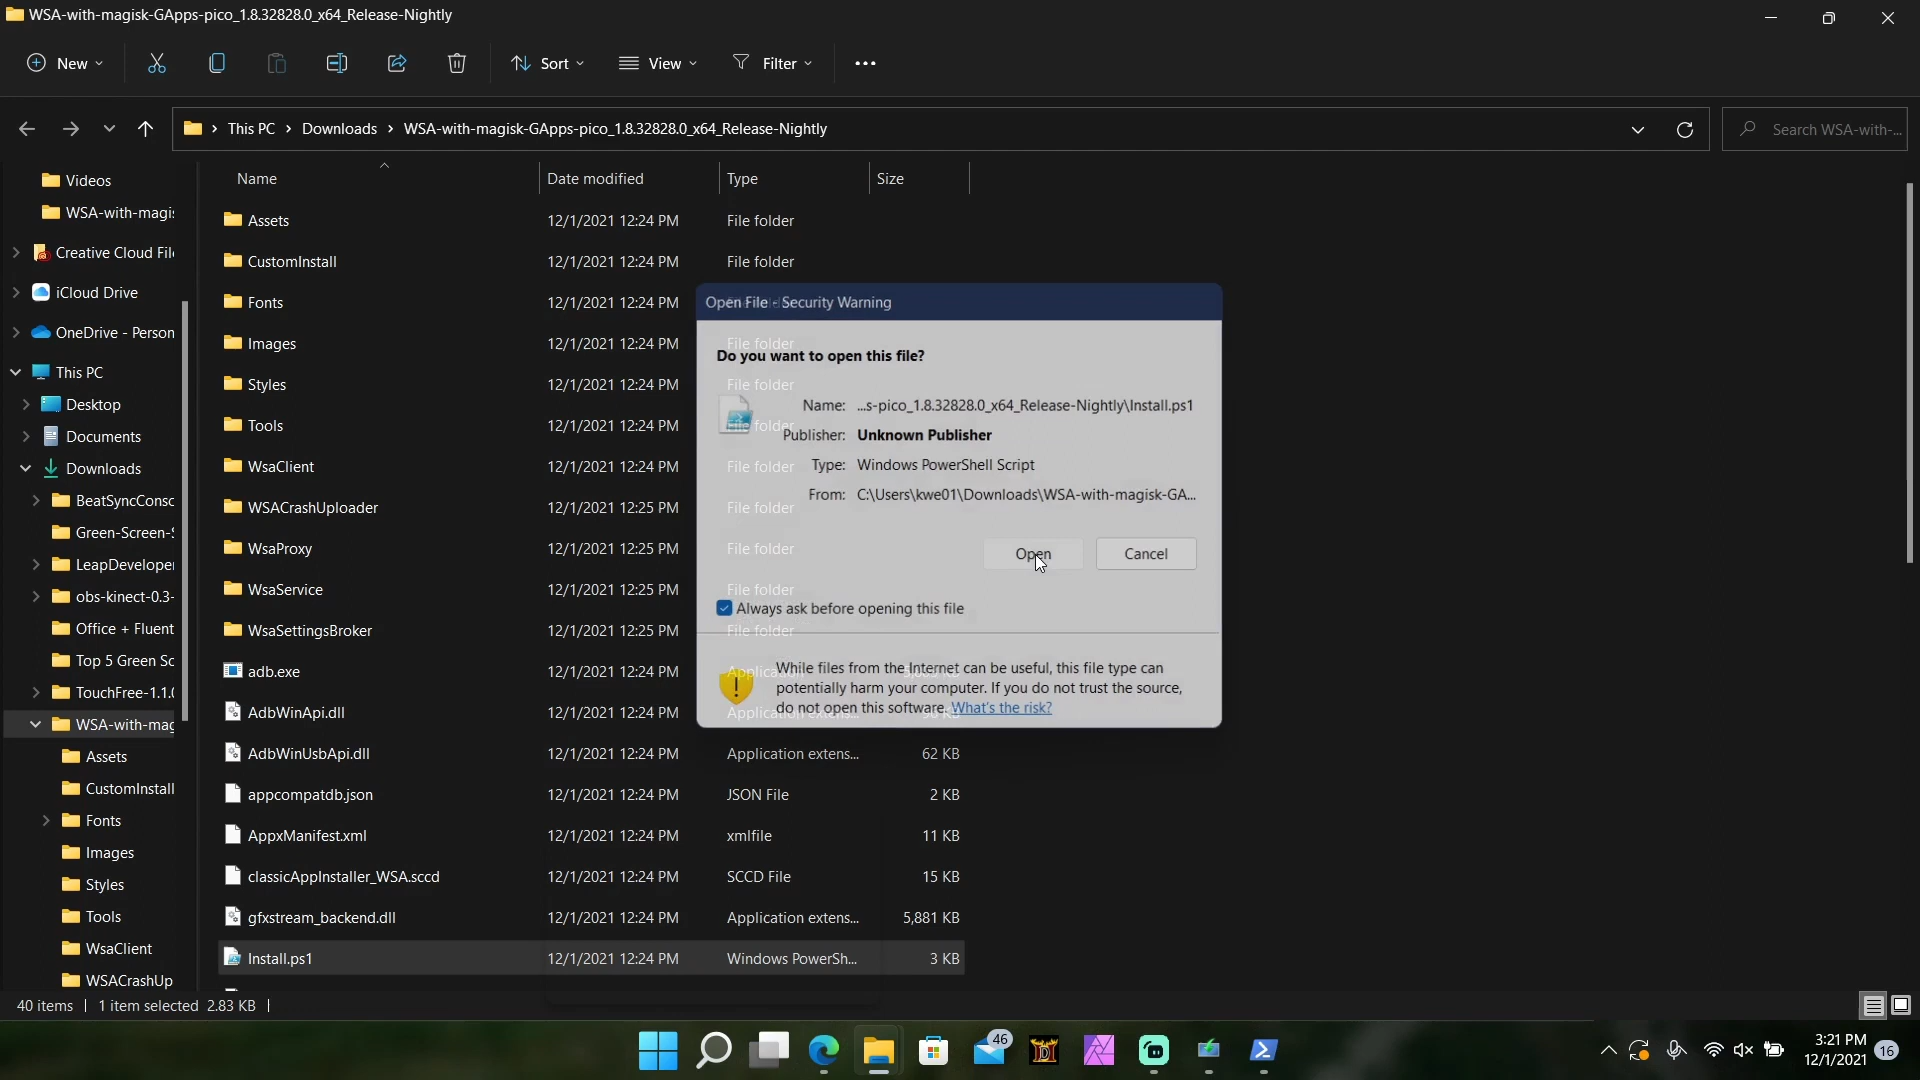 WSA-with-magisk-GApps-pico_1.8.32828.0_x64_Release-Nightly
New
Sort
View
Filter
This PC > Downloads > WSA-with-magisk-GApps-pico_1.8.32828.0_x64_Release-Nightly
Search WSA-with-...
Name Date modified Type Size
Videos
WSA-with-magis
Creative Cloud File
iCloud Drive
OneDrive - Person
This PC
Desktop
Documents
Downloads
BeatSyncConso
Green-Screen-S
LeapDeveloper
obs-kinect-0.3-
Office + Fluent
Top 5 Green Sc
TouchFree-1.1.0
WSA-with-mag
Assets
CustomInstall
Fonts
Images
Styles
Tools
WsaClient
WSACrashUp
Assets 12/1/2021 12:24 PM File folder
CustomInstall 12/1/2021 12:24 PM File folder
Fonts 12/1/2021 12:24 PM File folder
Images 12/1/2021 12:24 PM File folder
Styles 12/1/2021 12:24 PM File folder
Tools 12/1/2021 12:24 PM File folder
WsaClient 12/1/2021 12:24 PM File folder
WSACrashUploader 12/1/2021 12:25 PM File folder
WsaProxy 12/1/2021 12:25 PM File folder
WsaService 12/1/2021 12:25 PM File folder
WsaSettingsBroker 12/1/2021 12:25 PM File folder
adb.exe 12/1/2021 12:24 PM Application
AdbWinApi.dll 12/1/2021 12:24 PM Application extens...
AdbWinUsbApi.dll 12/1/2021 12:24 PM Application extens... 62 KB
appcompatdb.json 12/1/2021 12:24 PM JSON File 2 KB
AppxManifest.xml 12/1/2021 12:24 PM xmlfile 11 KB
classicAppInstaller_WSA.sccd 12/1/2021 12:24 PM SCCD File 15 KB
gfxstream_backend.dll 12/1/2021 12:24 PM Application extens... 5,881 KB
Install.ps1 12/1/2021 12:24 PM Windows PowerSh... 3 KB
Open File - Security Warning
Do you want to open this file?
Name: ...s-pico_1.8.32828.0_x64_Release-Nightly\Install.ps1
Publisher: Unknown Publisher
Type: Windows PowerShell Script
From: C:\Users\kwe01\Downloads\WSA-with-magisk-GA...
Open
Cancel
Always ask before opening this file
While files from the Internet can be useful, this file type can
potentially harm your computer. If you do not trust the source,
do not open this software. What's the risk?
40 items | 1 item selected 2.83 KB |
46
3:21 PM
12/1/2021
16